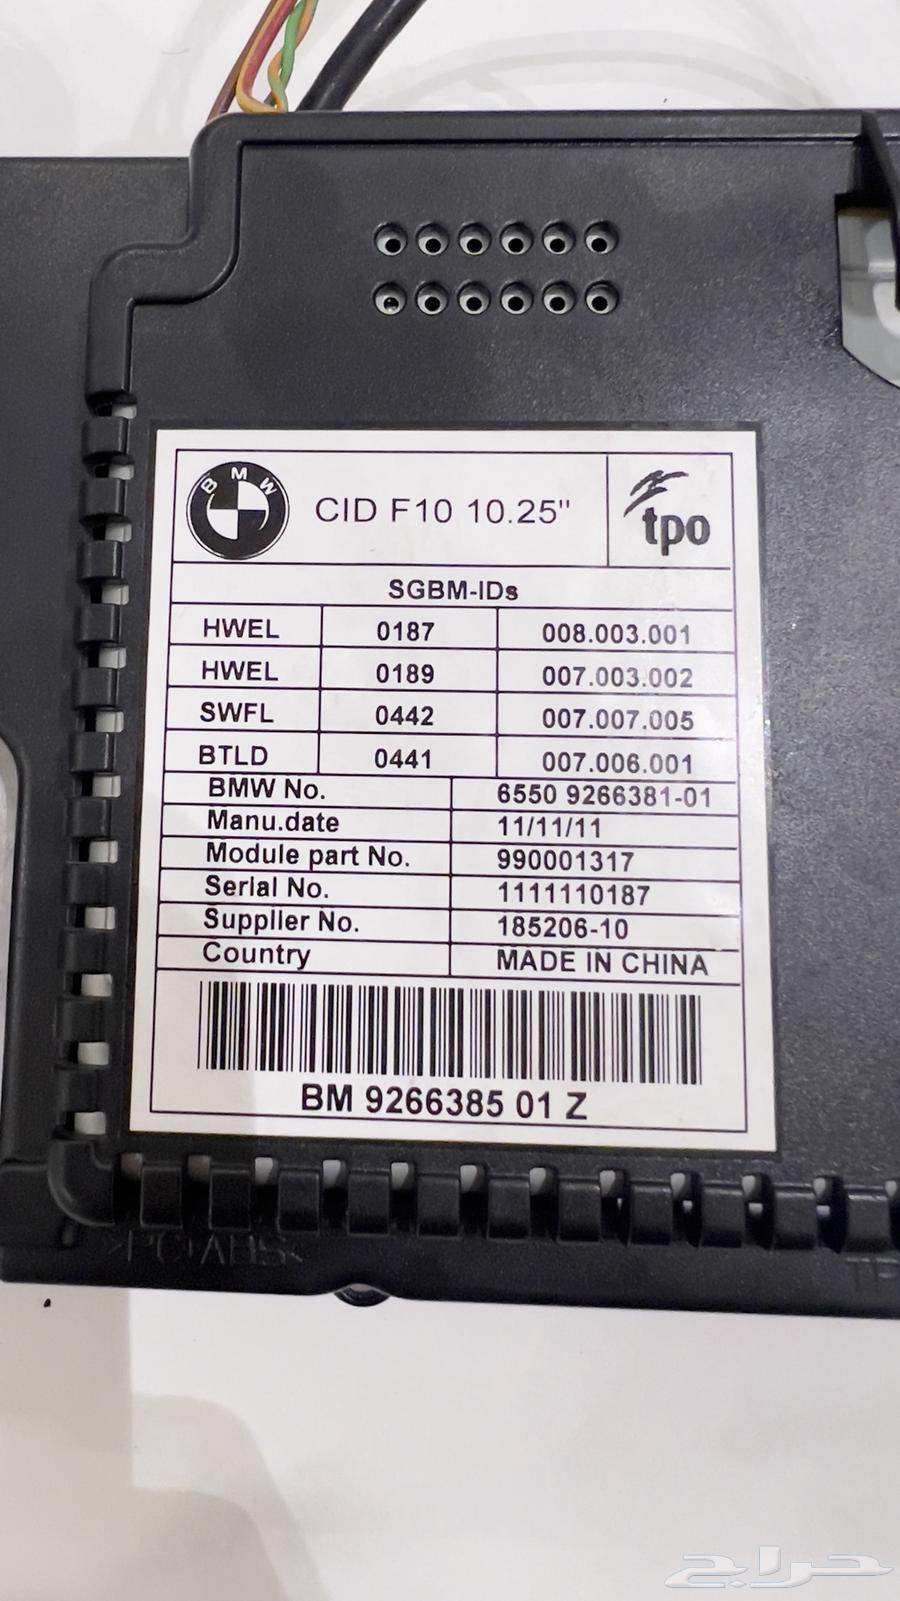 BMW
CID F10 10.25"
tpo
SGBM-IDs
HWEL 0187 008.003.001
HWEL 0189 007.003.002
SWFL 0442 007.007.005
BTLD 0441 007.006.001
BMW No. 6550 9266381-01
Manu.date 11/11/11
Module part No. 990001317
Serial No. 1111110187
Supplier No. 185206-10
Country MADE IN CHINA
BM 9266385 01 Z
>PC+ABS<
حراج